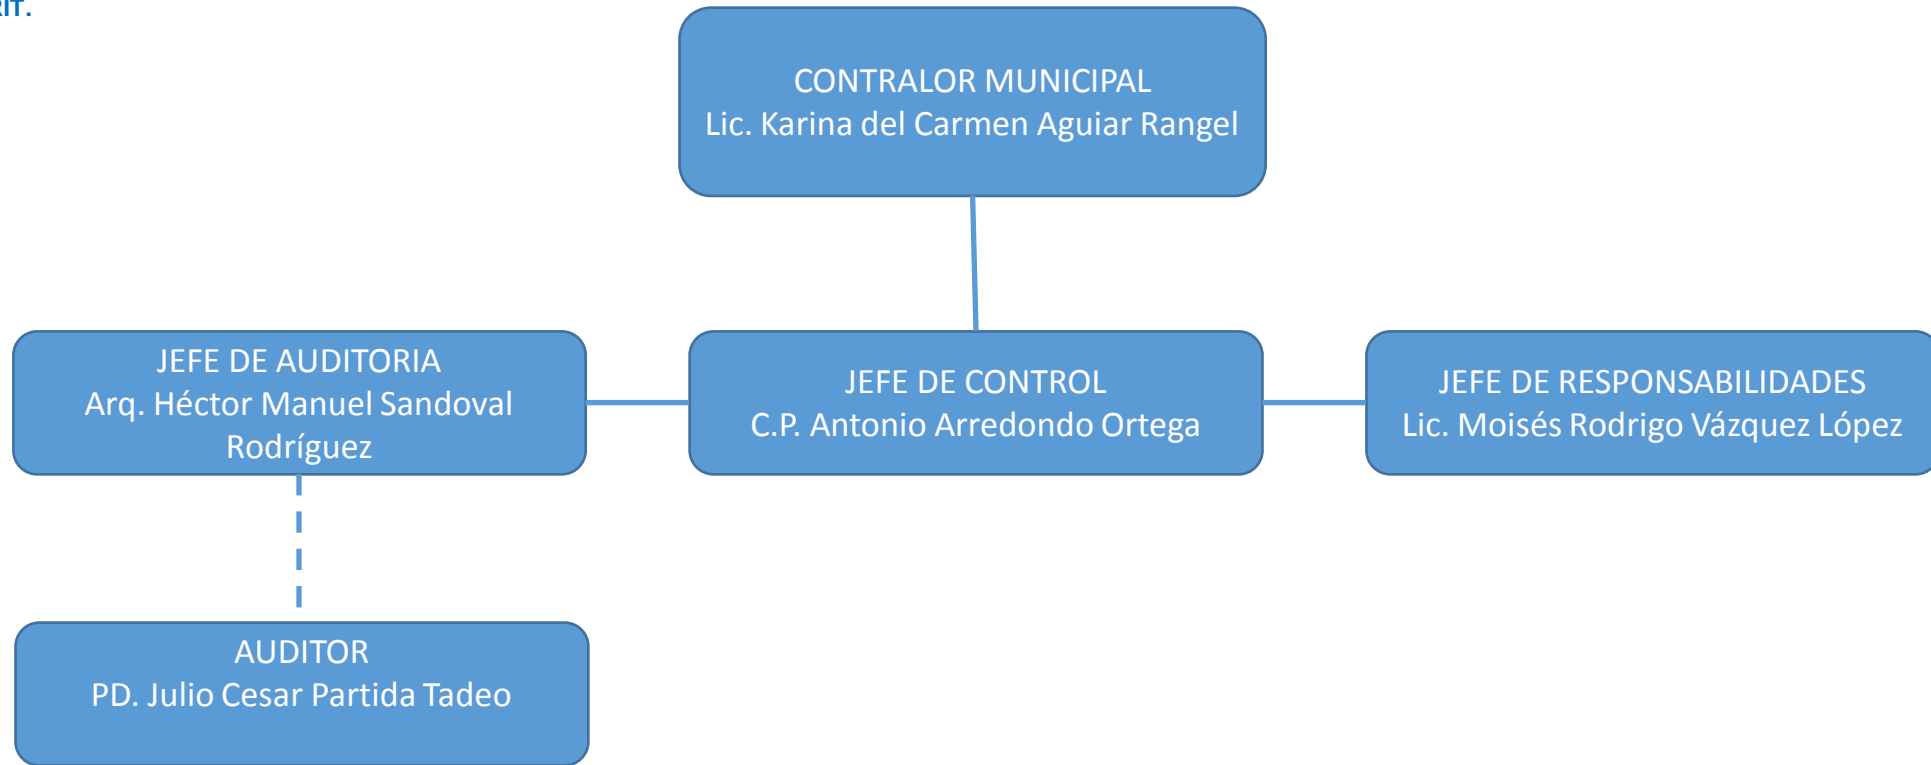 CONTRALOR MUNICIPAL
Lic. Karina del Carmen Aguiar Rangel
JEFE DE AUDITORIA
Arq. Héctor Manuel Sandoval
Rodríguez
JEFE DE CONTROL
C.P. Antonio Arredondo Ortega
JEFE DE RESPONSABILIDADES
Lic. Moisés Rodrigo Vázquez López
AUDITOR
PD. Julio Cesar Partida Tadeo